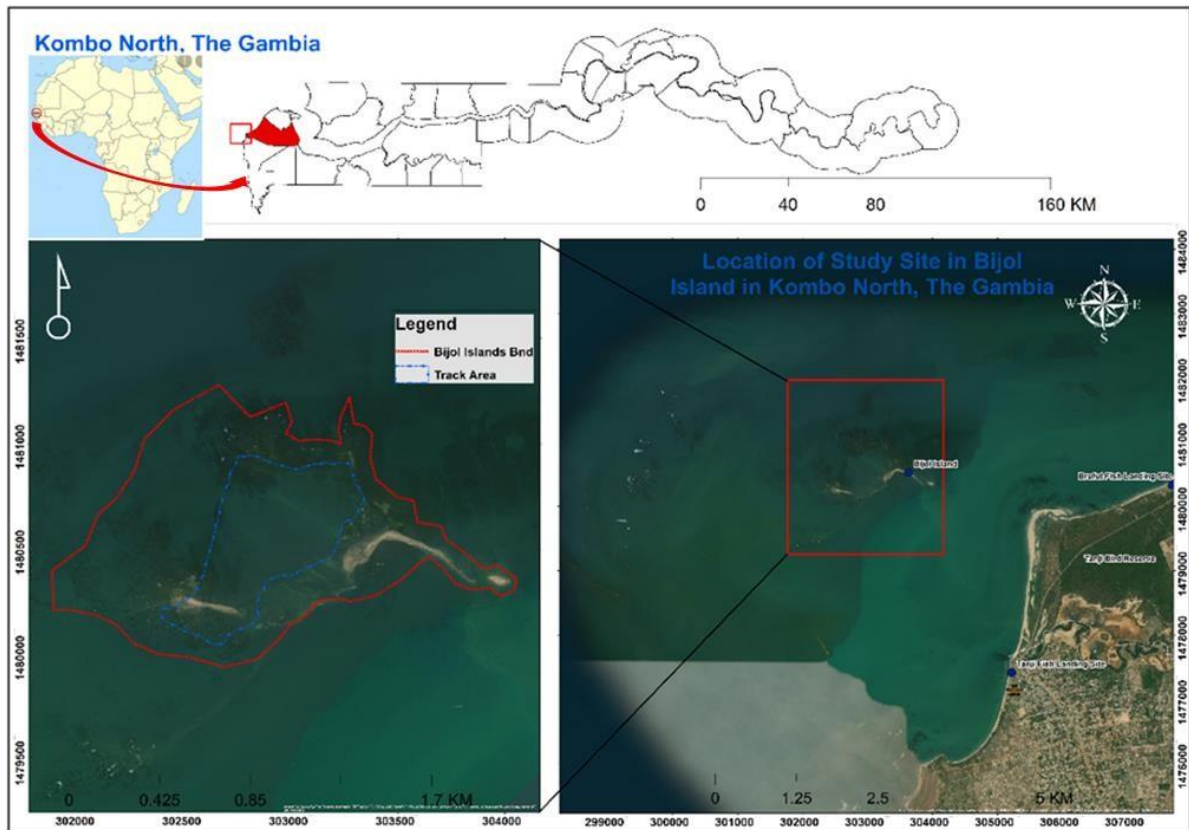 Kombo North, The Gambia
0 40 80 160 KM
Legend
Bijol Islands Bnd
Track Area
1481500
1481000
1480500
1480000
1479500
0 0.425 0.85 1.7 KM
302000 302500 303000 303500 304000
Location of Study Site in Bijol
Island in Kombo North, The Gambia
N
W E
S
Bijol Island
Brufut Fish Landing Site
Tanji Bird Reserve
Tanji Fish Landing Site
1484000
1483000
1482000
1481000
1480000
1479000
1478000
1477000
1476000
0 1.25 2.5 5 KM
299000 300000 301000 302000 303000 304000 305000 306000 307000